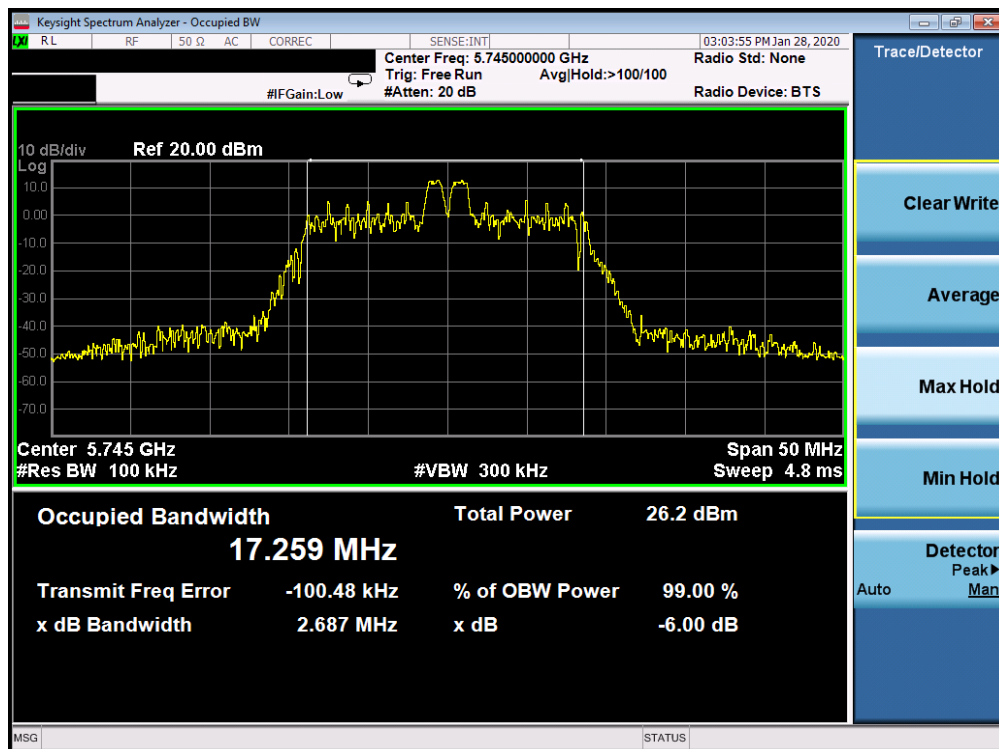 Keysight Spectrum Analyzer - Occupied BW
LXI RL RF 50 Ω AC CORREC SENSE:INT 03:03:55 PM Jan 28, 2020
Center Freq: 5.745000000 GHz Radio Std: None
Trig: Free Run Avg|Hold:>100/100
#IFGain:Low #Atten: 20 dB Radio Device: BTS
10 dB/div Ref 20.00 dBm
Log
10.0
0.00
-10.0
-20.0
-30.0
-40.0
-50.0
-60.0
-70.0
Center 5.745 GHz Span 50 MHz
#Res BW 100 kHz #VBW 300 kHz Sweep 4.8 ms
Occupied Bandwidth Total Power 26.2 dBm
17.259 MHz
Transmit Freq Error -100.48 kHz % of OBW Power 99.00 %
x dB Bandwidth 2.687 MHz x dB -6.00 dB
MSG STATUS
Trace/Detector
Clear Write
Average
Max Hold
Min Hold
Detector
Peak▶
Auto Man